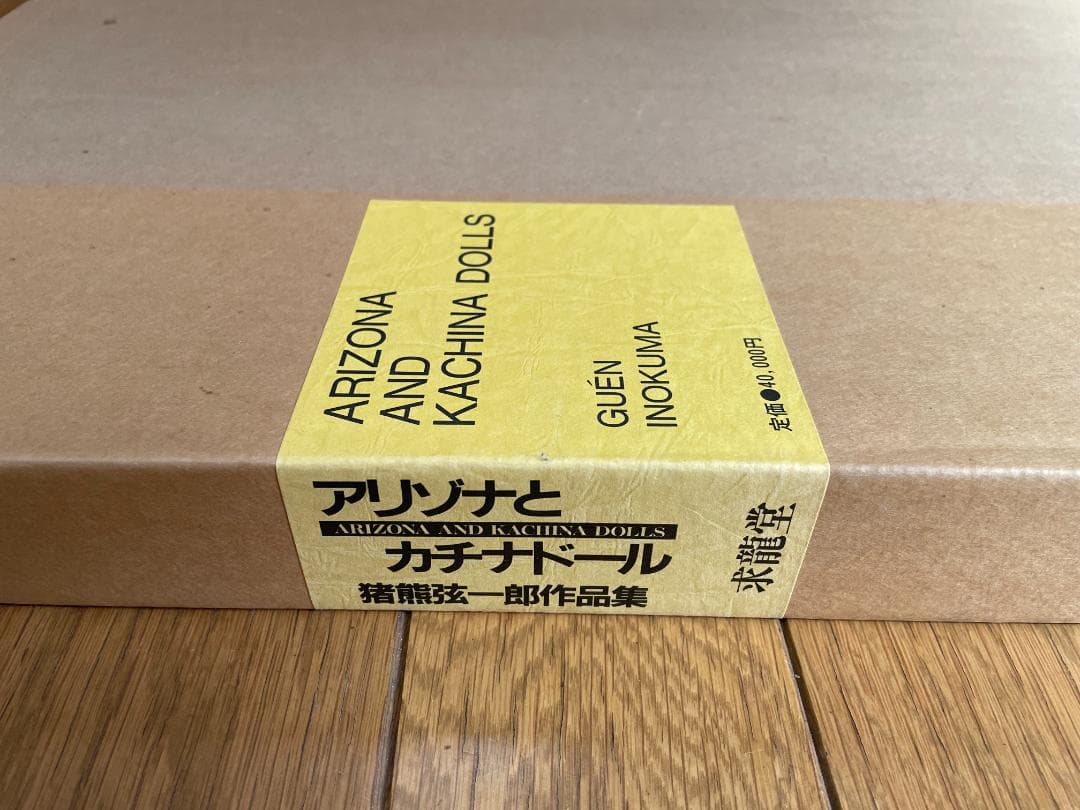 ARIZONA
AND
KACHINA DOLLS
GUÉN
INOKUMA
定価●40,000円
アリゾナと
ARIZONA AND KACHINA DOLLS
カチナドール
猪熊弦一郎作品集
求龍堂